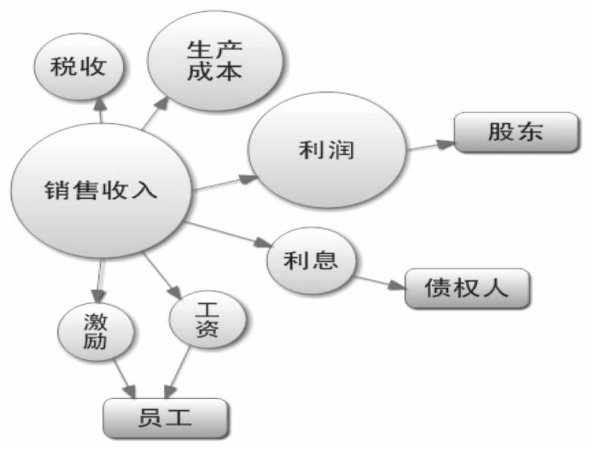 税收
生产
成本
利润
股东
销售收入
利息
债权人
激
励
工
资
员工